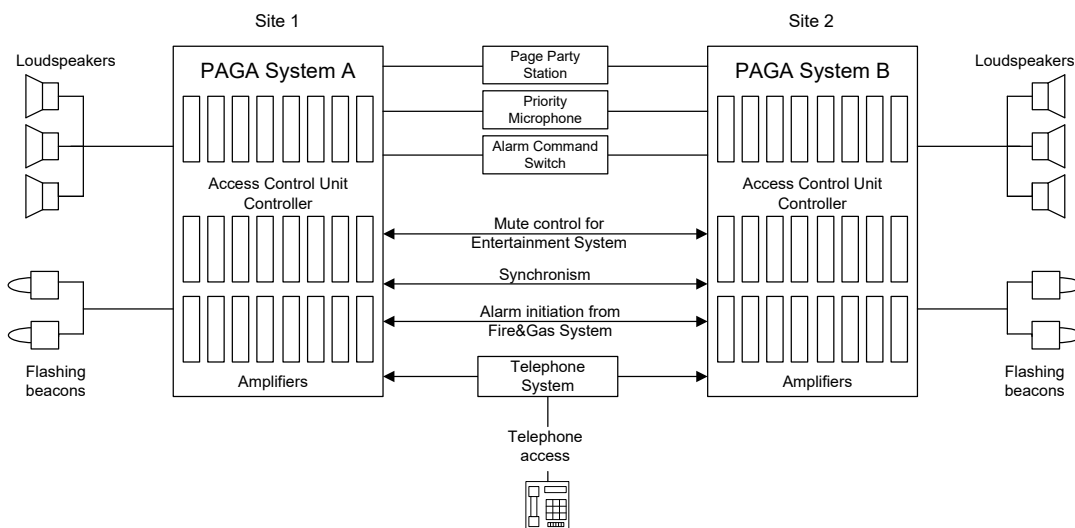 Site 1
Site 2
Loudspeakers
PAGA System A
Page Party
Station
PAGA System B
Loudspeakers
Priority
Microphone
Alarm Command
Switch
Access Control Unit
Controller
Access Control Unit
Controller
Mute control for
Entertainment System
Synchronism
Alarm initiation from
Fire&Gas System
Flashing
beacons
Amplifiers
Telephone
System
Amplifiers
Flashing
beacons
Telephone
access